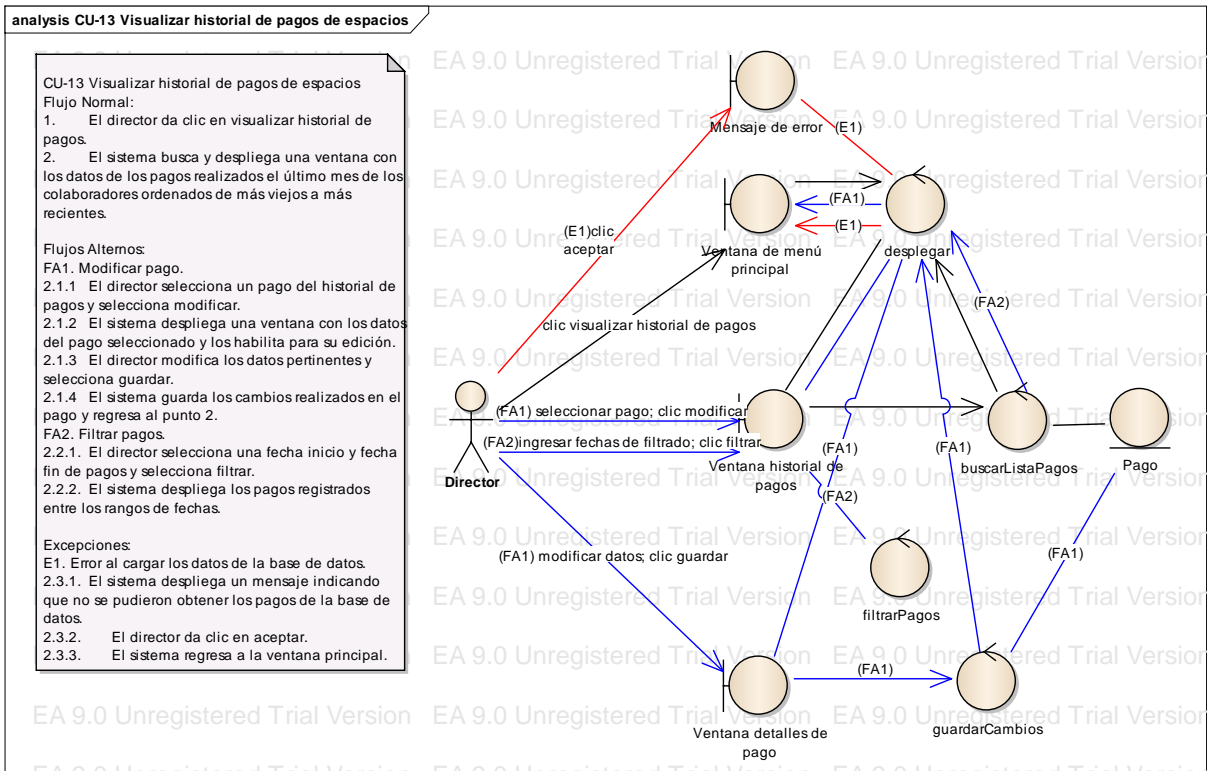 analysis CU-13 Visualizar historial de pagos de espacios
CU-13 Visualizar historial de pagos de espacios
Flujo Normal:
1. El director da clic en visualizar historial de
pagos.
2. El sistema busca y despliega una ventana con
los datos de los pagos realizados el último mes de los
colaboradores ordenados de más viejos a más
recientes.
Flujos Alternos:
FA1. Modificar pago.
2.1.1 El director selecciona un pago del historial de
pagos y selecciona modificar.
2.1.2 El sistema despliega una ventana con los datos
del pago seleccionado y los habilita para su edición.
2.1.3 El director modifica los datos pertinentes y
selecciona guardar.
2.1.4 El sistema guarda los cambios realizados en el
pago y regresa al punto 2.
FA2. Filtrar pagos.
2.2.1. El director selecciona una fecha inicio y fecha
fin de pagos y selecciona filtrar.
2.2.2. El sistema despliega los pagos registrados
entre los rangos de fechas.
Excepciones:
E1. Error al cargar los datos de la base de datos.
2.3.1. El sistema despliega un mensaje indicando
que no se pudieron obtener los pagos de la base de
datos.
2.3.2. El director da clic en aceptar.
2.3.3. El sistema regresa a la ventana principal.
Mensaje de error
(E1)
(FA1)
(E1)
(E1)clic
aceptar
Ventana de menú
principal
desplegar
(FA2)
clic visualizar historial de pagos
(FA1) seleccionar pago; clic modificar
(FA2)ingresar fechas de filtrado; clic filtrar
Director
Ventana historial de
pagos
(FA1)
(FA1)
buscarListaPagos
Pago
(FA2)
(FA1) modificar datos; clic guardar
(FA1)
filtrarPagos
(FA1)
Ventana detalles de
pago
guardarCambios
EA 9.0 Unregistered Trial Version